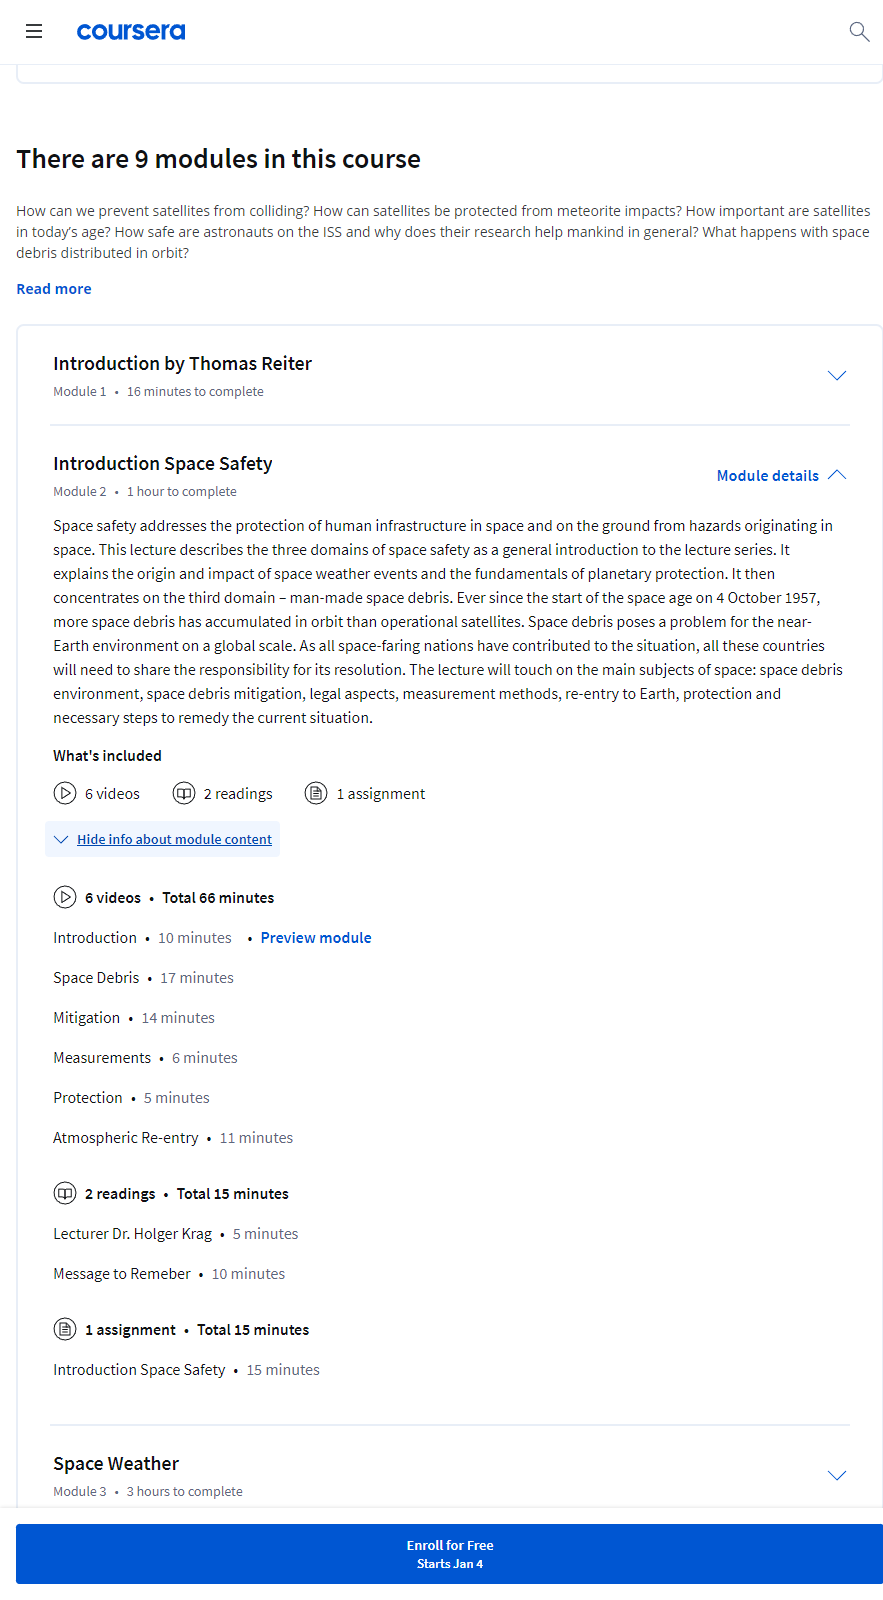 coursera
There are 9 modules in this course
How can we prevent satellites from colliding? How can satellites be protected from meteorite impacts? How important are satellites
in today's age? How safe are astronauts on the ISS and why does their research help mankind in general? What happens with space
debris distributed in orbit?
Read more
Introduction by Thomas Reiter
Module 1 • 16 minutes to complete
Introduction Space Safety
Module details
Module 2 • 1 hour to complete
Space safety addresses the protection of human infrastructure in space and on the ground from hazards originating in
space. This lecture describes the three domains of space safety as a general introduction to the lecture series. It
explains the origin and impact of space weather events and the fundamentals of planetary protection. It then
concentrates on the third domain – man-made space debris. Ever since the start of the space age on 4 October 1957,
more space debris has accumulated in orbit than operational satellites. Space debris poses a problem for the near-
Earth environment on a global scale. As all space-faring nations have contributed to the situation, all these countries
will need to share the responsibility for its resolution. The lecture will touch on the main subjects of space: space debris
environment, space debris mitigation, legal aspects, measurement methods, re-entry to Earth, protection and
necessary steps to remedy the current situation.
What's included
6 videos 2 readings 1 assignment
Hide info about module content
6 videos • Total 66 minutes
Introduction • 10 minutes • Preview module
Space Debris • 17 minutes
Mitigation • 14 minutes
Measurements • 6 minutes
Protection • 5 minutes
Atmospheric Re-entry • 11 minutes
2 readings • Total 15 minutes
Lecturer Dr. Holger Krag • 5 minutes
Message to Remeber • 10 minutes
1 assignment • Total 15 minutes
Introduction Space Safety • 15 minutes
Space Weather
Module 3 • 3 hours to complete
Enroll for Free
Starts Jan 4